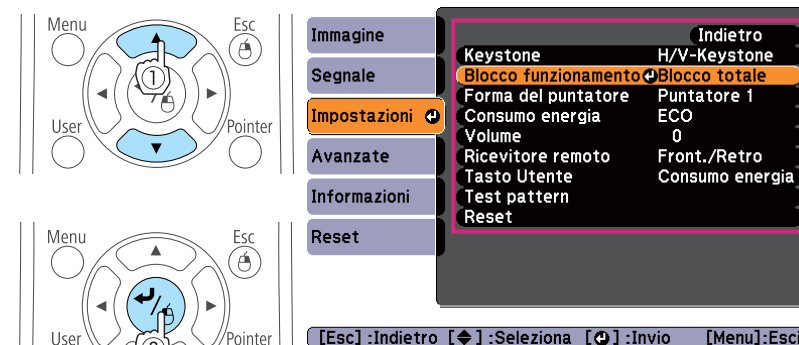 Menu
Esc
1
User
Pointer
Menu
Esc
User
Pointer
Immagine
Segnale
Impostazioni
Avanzate
Informazioni
Reset
Indietro
Keystone H/V-Keystone
Blocco funzionamento Blocco totale
Forma del puntatore Puntatore 1
Consumo energia ECO
Volume 0
Ricevitore remoto Front./Retro
Tasto Utente Consumo energia
Test pattern
Reset
[Esc] :Indietro [ ] :Seleziona [ ] :Invio [Menu]:Esci